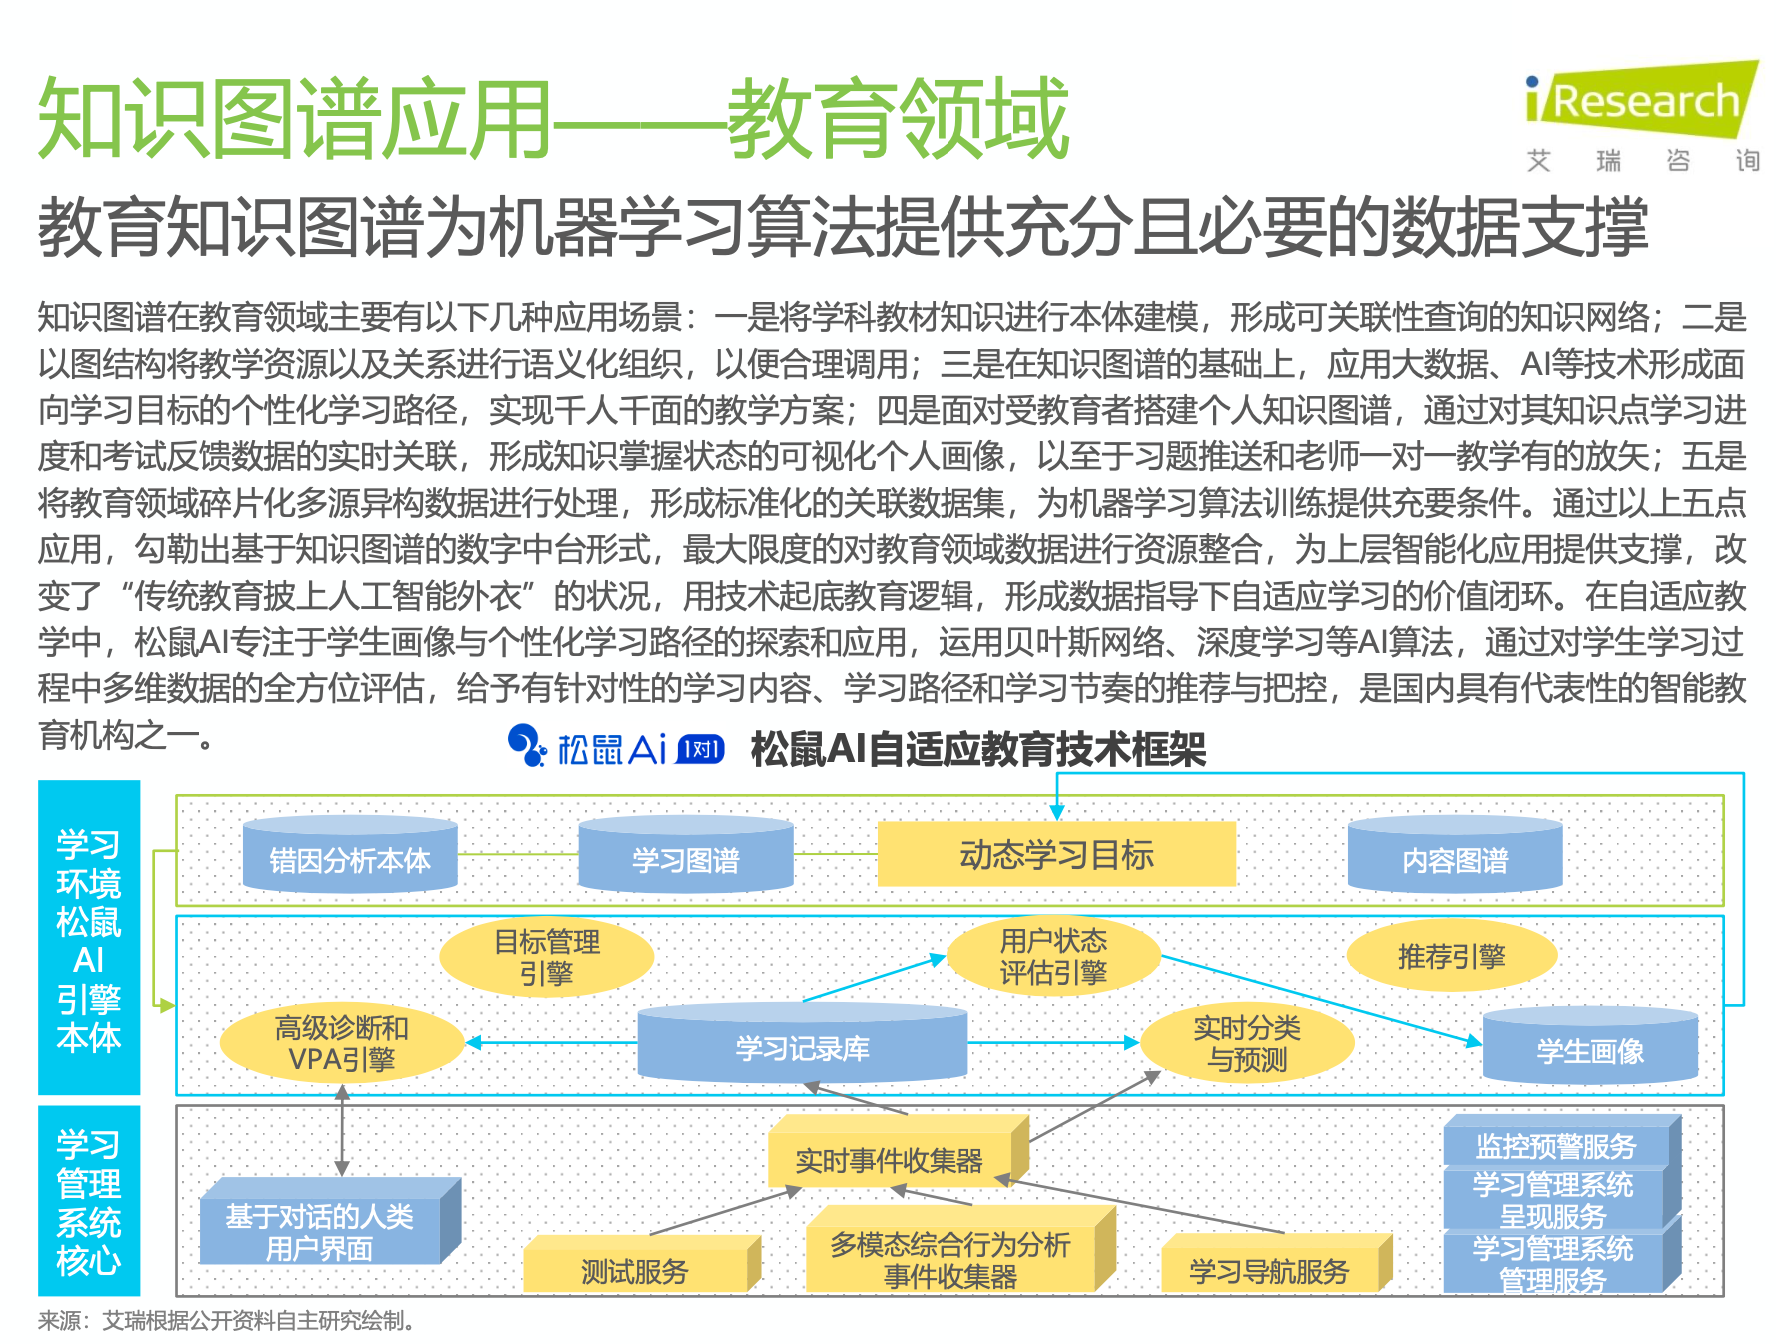 知识图谱应用——教育领域
iResearch
艾瑞咨询
教育知识图谱为机器学习算法提供充分且必要的数据支撑
知识图谱在教育领域主要有以下几种应用场景：一是将学科教材知识进行本体建模，形成可关联性查询的知识网络；二是
以图结构将教学资源以及关系进行语义化组织，以便合理调用；三是在知识图谱的基础上，应用大数据、AI等技术形成面
向学习目标的个性化学习路径，实现千人千面的教学方案；四是面对受教育者搭建个人知识图谱，通过对其知识点学习进
度和考试反馈数据的实时关联，形成知识掌握状态的可视化个人画像，以至于习题推送和老师一对一教学有的放矢；五是
将教育领域碎片化多源异构数据进行处理，形成标准化的关联数据集，为机器学习算法训练提供充要条件。通过以上五点
应用，勾勒出基于知识图谱的数字中台形式，最大限度的对教育领域数据进行资源整合，为上层智能化应用提供支撑，改
变了“传统教育披上人工智能外衣”的状况，用技术起底教育逻辑，形成数据指导下自适应学习的价值闭环。在自适应教
学中，松鼠AI专注于学生画像与个性化学习路径的探索和应用，运用贝叶斯网络、深度学习等AI算法，通过对学生学习过
程中多维数据的全方位评估，给予有针对性的学习内容、学习路径和学习节奏的推荐与把控，是国内具有代表性的智能教
育机构之一。
松鼠Ai 1对1
松鼠AI自适应教育技术框架
学习
环境
松鼠
AI
引擎
本体
错因分析本体
学习图谱
动态学习目标
内容图谱
目标管理
引擎
用户状态
评估引擎
推荐引擎
高级诊断和
VPA引擎
学习记录库
实时分类
与预测
学生画像
学习
管理
系统
核心
实时事件收集器
监控预警服务
学习管理系统
呈现服务
学习管理系统
管理服务
基于对话的人类
用户界面
测试服务
多模态综合行为分析
事件收集器
学习导航服务
来源：艾瑞根据公开资料自主研究绘制。